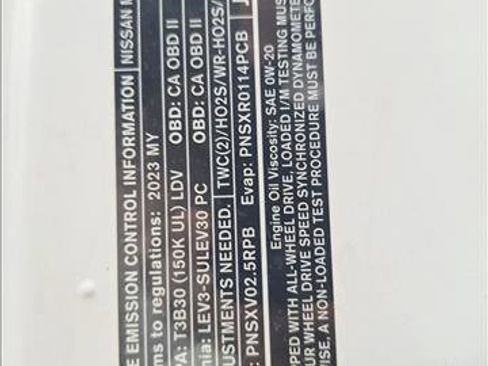 E EMISSION CONTROL INFORMATION NISSAN M
ms to regulations: 2023 MY
PA: T3B30 (150K UL) LDV OBD: CA OBD II
nia: LEV3-SULEV30 PC OBD: CA OBD II
USTMENTS NEEDED. TWC(2)/HO2S/WR-HO2S/
: PNSXV02.5RPB Evap: PNSXR0114PCB
Engine Oil Viscosity: SAE 0W-20
PPED WITH ALL-WHEEL DRIVE, LOADED I/M TESTING MUS
UR WHEEL DRIVE SPEED SYNCHRONIZED DYNAMOMETE
WISE, A NON-LOADED TEST PROCEDURE MUST BE PERFO